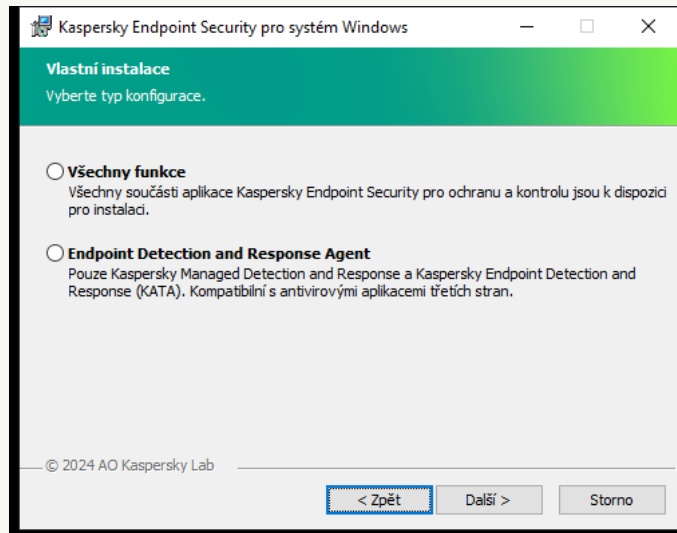 Kaspersky Endpoint Security pro systém Windows
Vlastní instalace
Vyberte typ konfigurace.
Všechny funkce
Všechny součásti aplikace Kaspersky Endpoint Security pro ochranu a kontrolu jsou k dispozici
pro instalaci.
Endpoint Detection and Response Agent
Pouze Kaspersky Managed Detection and Response a Kaspersky Endpoint Detection and
Response (KATA). Kompatibilní s antivirovými aplikacemi třetích stran.
© 2024 AO Kaspersky Lab
< Zpět Další > Storno